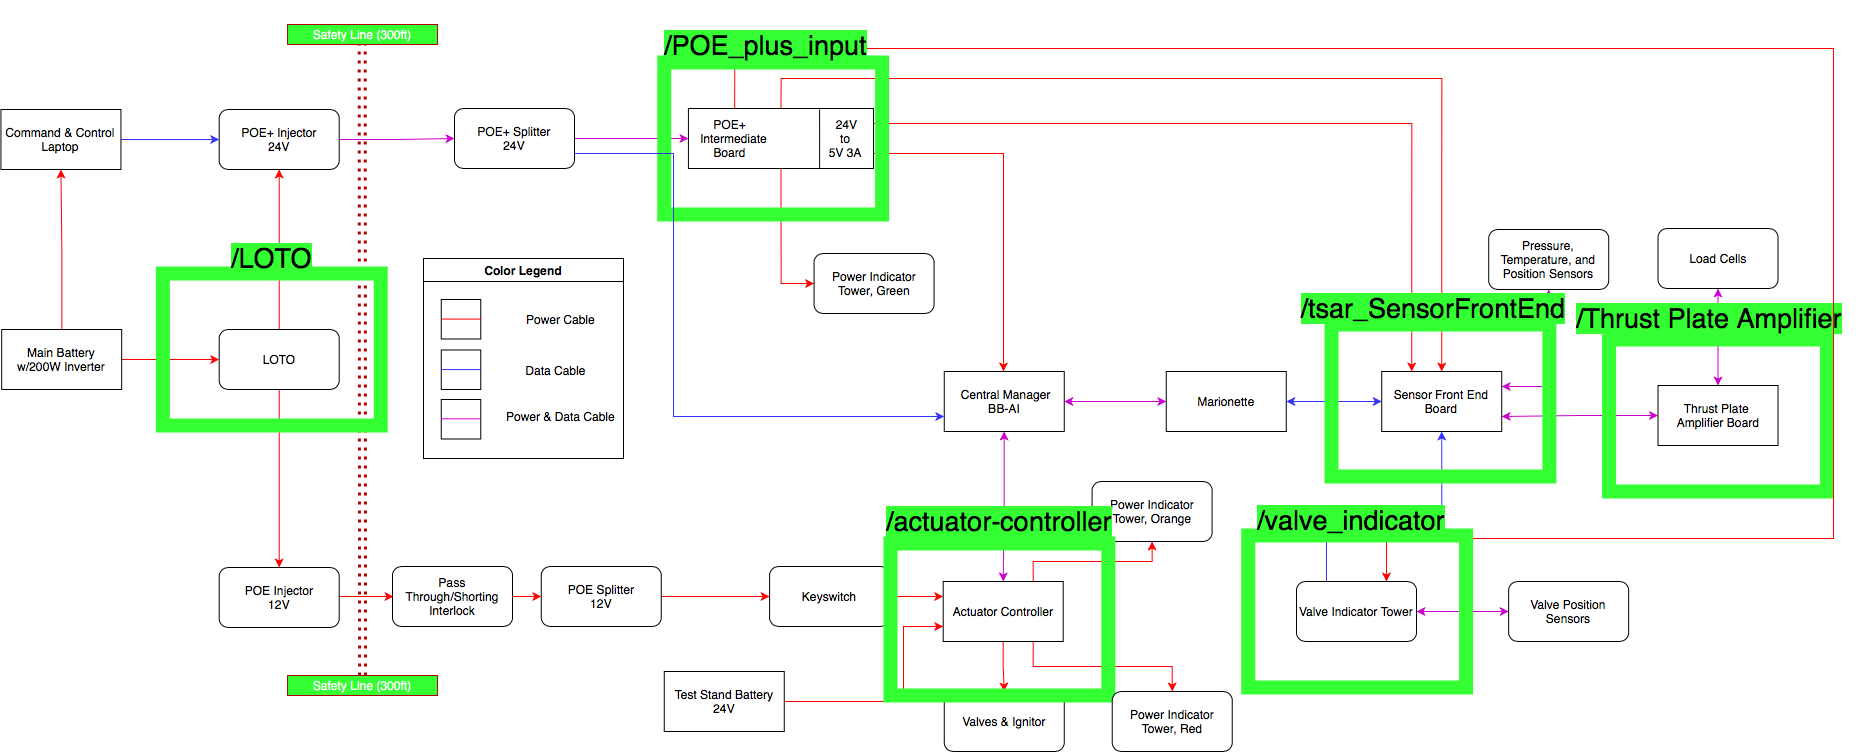 Safety Line (300ft)
/POE_plus_input
Command & Control
Laptop
POE+ Injector
24V
POE+ Splitter
24V
POE+
Intermediate
Board
24V
to
5V 3A
/LOTO
Color Legend
Power Cable
Data Cable
Power & Data Cable
Power Indicator
Tower, Green
Pressure,
Temperature, and
Position Sensors
Load Cells
/tsar_SensorFrontEnd
/Thrust Plate Amplifier
Main Battery
w/200W Inverter
LOTO
Central Manager
BB-AI
Marionette
Sensor Front End
Board
Thrust Plate
Amplifier Board
/actuator-controller
Power Indicator
Tower, Orange
/valve_indicator
POE Injector
12V
Pass
Through/Shorting
Interlock
POE Splitter
12V
Keyswitch
Actuator Controller
Valve Indicator Tower
Valve Position
Sensors
Safety Line (300ft)
Test Stand Battery
24V
Valves & Ignitor
Power Indicator
Tower, Red